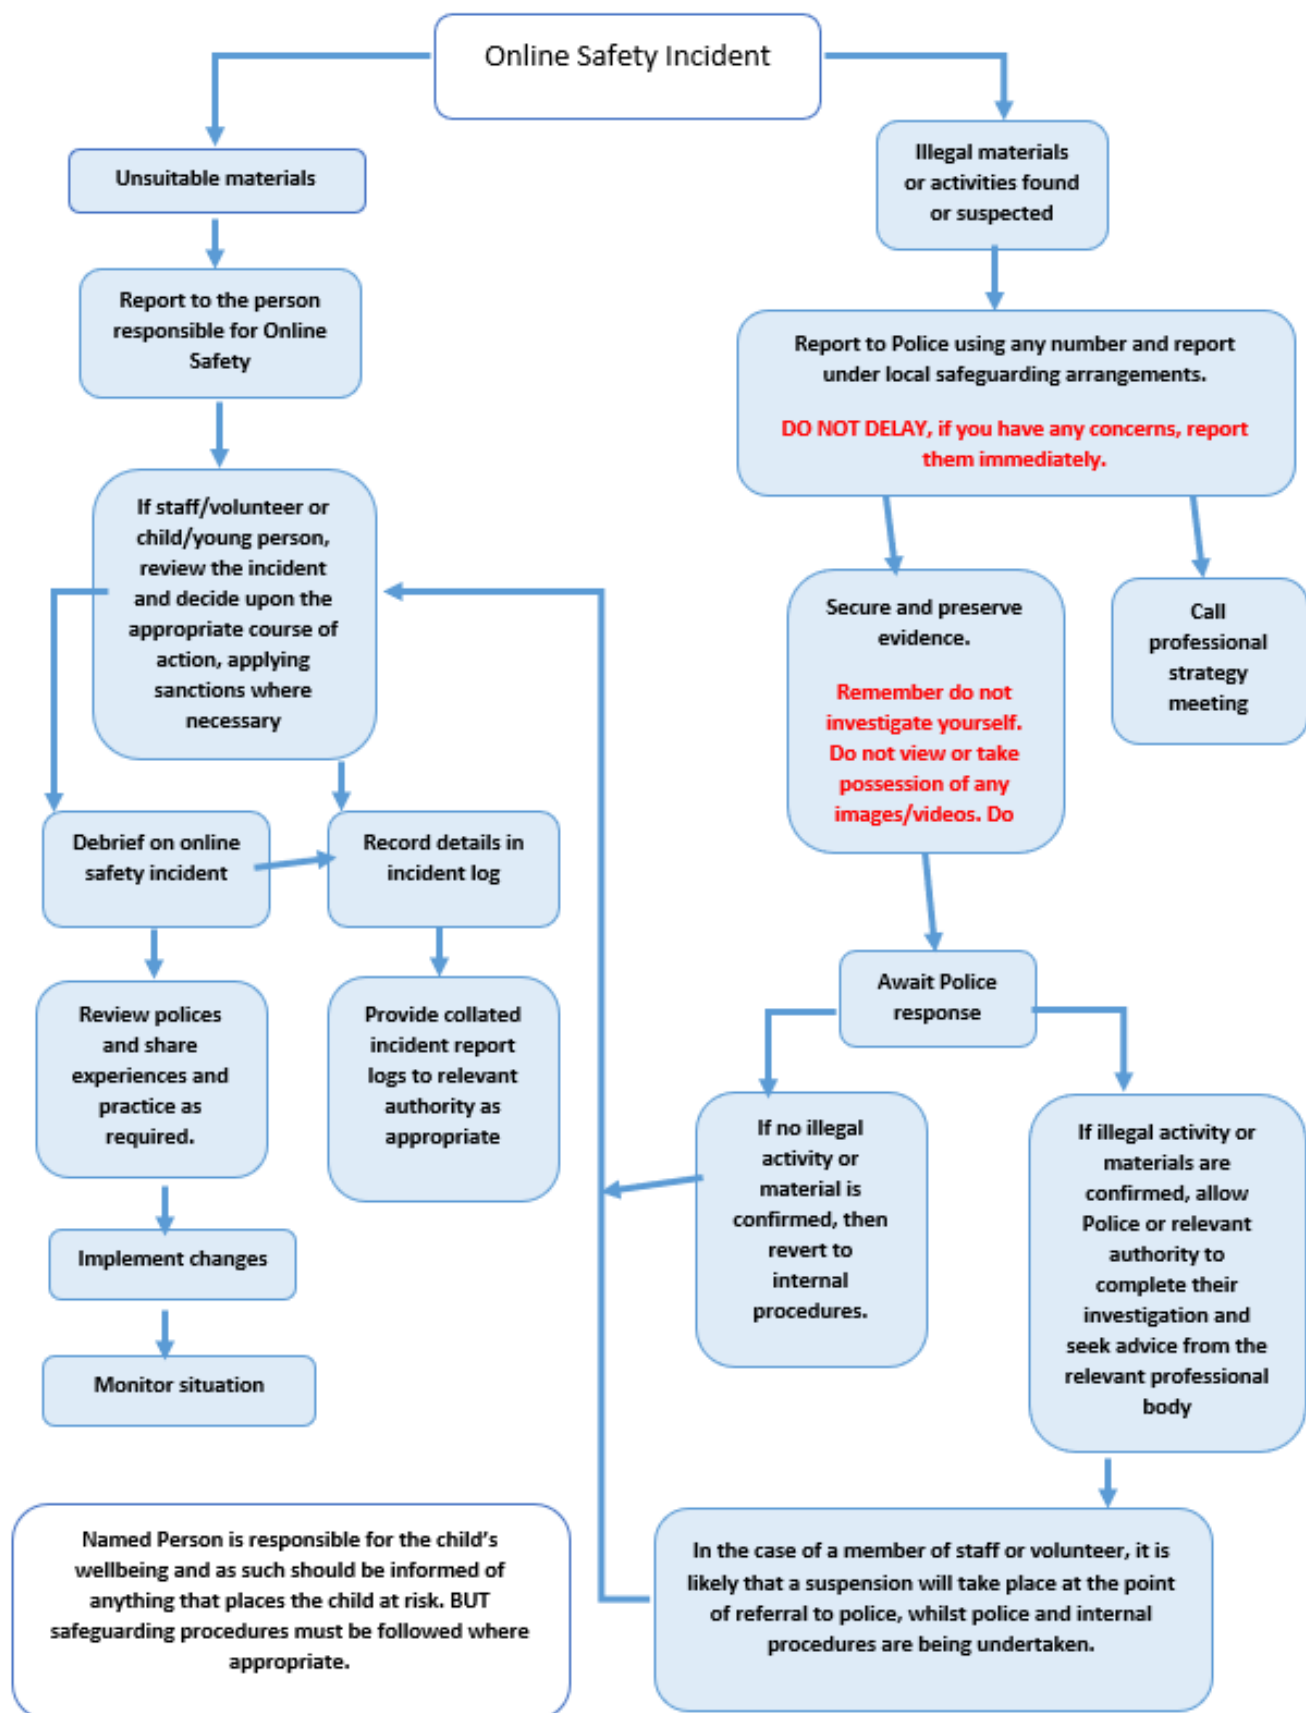 Online Safety Incident
Unsuitable materials
Report to the person
responsible for Online
Safety
If staff/volunteer or
child/young person,
review the incident
and decide upon the
appropriate course of
action, applying
sanctions where
necessary
Debrief on online
safety incident
Record details in
incident log
Review polices
and share
experiences and
practice as
required.
Provide collated
incident report
logs to relevant
authority as
appropriate
Implement changes
Monitor situation
Illegal materials
or activities found
or suspected
Report to Police using any number and report
under local safeguarding arrangements.
DO NOT DELAY, if you have any concerns, report
them immediately.
Secure and preserve
evidence.
Remember do not
investigate yourself.
Do not view or take
possession of any
images/videos. Do
Call
professional
strategy
meeting
Await Police
response
If no illegal
activity or
material is
confirmed, then
revert to
internal
procedures.
If illegal activity or
materials are
confirmed, allow
Police or relevant
authority to
complete their
investigation and
seek advice from the
relevant professional
body
In the case of a member of staff or volunteer, it is
likely that a suspension will take place at the point
of referral to police, whilst police and internal
procedures are being undertaken.
Named Person is responsible for the child’s
wellbeing and as such should be informed of
anything that places the child at risk. BUT
safeguarding procedures must be followed where
appropriate.